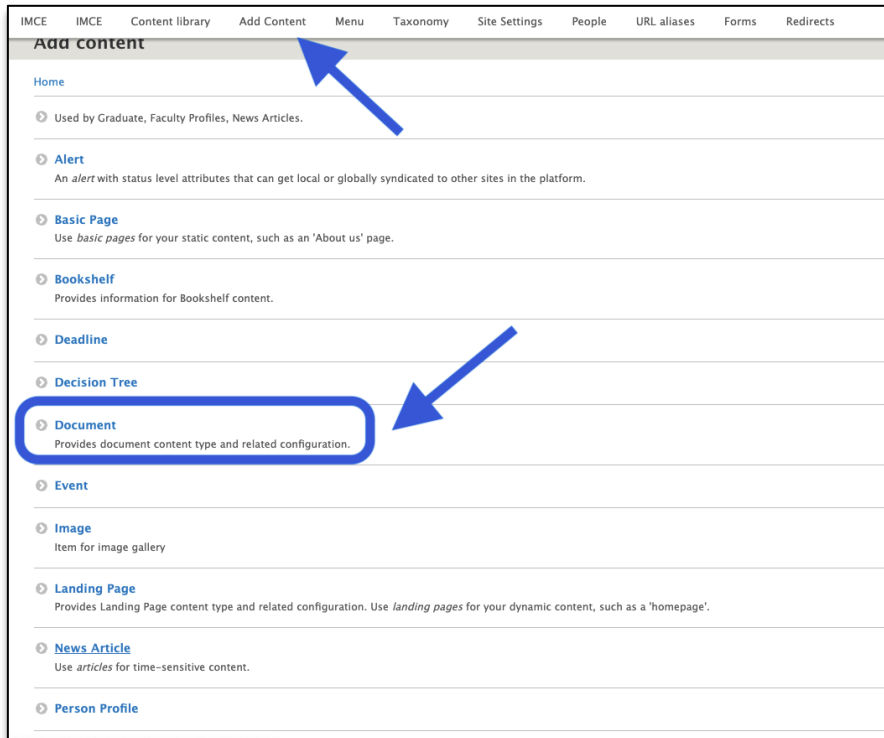 IMCE IMCE Content library Add Content Menu Taxonomy Site Settings People URL aliases Forms Redirects
Add content
Home
Used by Graduate, Faculty Profiles, News Articles.
Alert
An alert with status level attributes that can get local or globally syndicated to other sites in the platform.
Basic Page
Use basic pages for your static content, such as an 'About us' page.
Bookshelf
Provides information for Bookshelf content.
Deadline
Decision Tree
Document
Provides document content type and related configuration.
Event
Image
Item for image gallery
Landing Page
Provides Landing Page content type and related configuration. Use landing pages for your dynamic content, such as a 'homepage'.
News Article
Use articles for time-sensitive content.
Person Profile